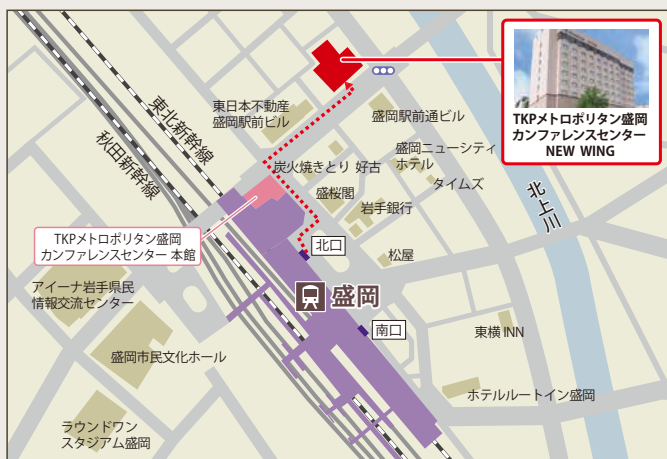 TKPメトロポリタン盛岡
カンファレンスセンター
NEW WING
東北新幹線
秋田新幹線
東日本不動産
盛岡駅前ビル
盛岡駅前通ビル
盛岡ニューシティ
ホテル
炭火焼きとり 好古
タイムズ
盛桜閣
岩手銀行
北上川
TKPメトロポリタン盛岡
カンファレンスセンター 本館
北口
松屋
アイーナ岩手県民
情報交流センター
盛岡
南口
東横 INN
盛岡市民文化ホール
ホテルルートイン盛岡
ラウンドワン
スタジアム盛岡